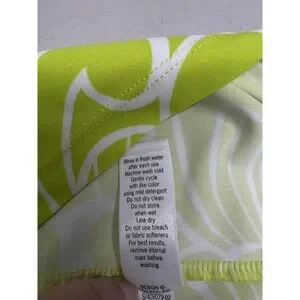 Rinse in fresh water
after each use
Machine wash cold
Gentle cycle
with like color
using mild detergent
Do not dry clean
Do not store
when wet
Line dry
Do not use bleach
or fabric softeners
For best results,
remove internal
cups before
washing